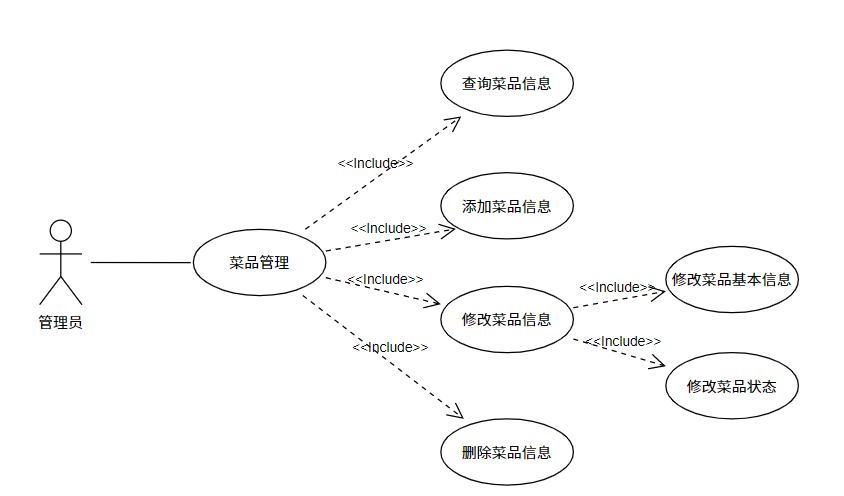 查询菜品信息
<<Include>>
添加菜品信息
<<Include>>
菜品管理
<<Include>>
修改菜品基本信息
<<Include>>
管理员
修改菜品信息
<<Include>>
<<Include>>
修改菜品状态
删除菜品信息